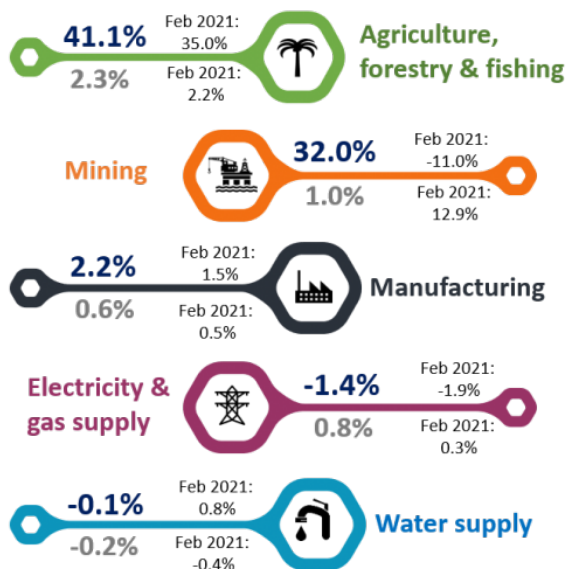 41.1%
Feb 2021:
35.0%
2.3%
Feb 2021:
2.2%
Agriculture,
forestry & fishing
Mining
32.0%
Feb 2021:
-11.0%
1.0%
Feb 2021:
12.9%
2.2%
Feb 2021:
1.5%
0.6%
Feb 2021:
0.5%
Manufacturing
Electricity &
gas supply
-1.4%
Feb 2021:
-1.9%
0.8%
Feb 2021:
0.3%
-0.1%
Feb 2021:
0.8%
-0.2%
Feb 2021:
-0.4%
Water supply